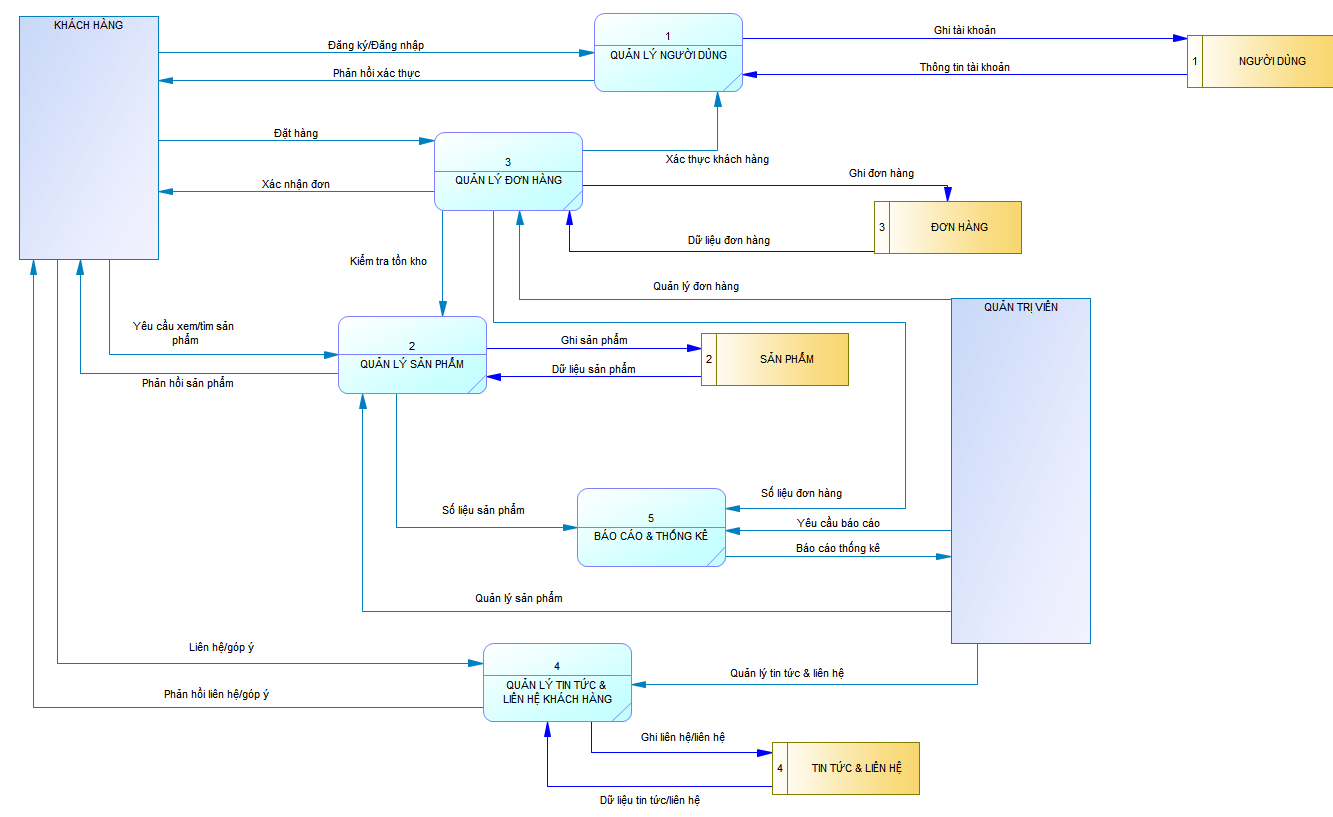 KHÁCH HÀNG
1
QUẢN LÝ NGƯỜI DÙNG
Đăng ký/Đăng nhập
Phản hồi xác thực
Ghi tài khoản
Thông tin tài khoản
1
NGƯỜI DÙNG
Đặt hàng
Xác nhận đơn
3
QUẢN LÝ ĐƠN HÀNG
Xác thực khách hàng
Ghi đơn hàng
3
ĐƠN HÀNG
Dữ liệu đơn hàng
Kiểm tra tồn kho
Quản lý đơn hàng
QUẢN TRỊ VIÊN
Yêu cầu xem/tìm sản
phẩm
Phản hồi sản phẩm
2
QUẢN LÝ SẢN PHẨM
Ghi sản phẩm
Dữ liệu sản phẩm
2
SẢN PHẨM
Số liệu sản phẩm
5
BÁO CÁO & THỐNG KÊ
Số liệu đơn hàng
Yêu cầu báo cáo
Báo cáo thống kê
Quản lý sản phẩm
Liên hệ/góp ý
Phản hồi liên hệ/góp ý
4
QUẢN LÝ TIN TỨC &
LIÊN HỆ KHÁCH HÀNG
Quản lý tin tức & liên hệ
Ghi liên hệ/liên hệ
4
TIN TỨC & LIÊN HỆ
Dữ liệu tin tức/liên hệ